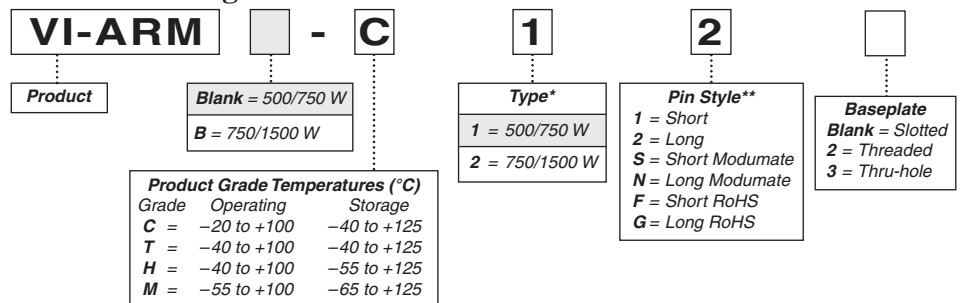 VI-ARM - C 1 2
Product
Blank = 500/750 W
B = 750/1500 W
Product Grade Temperatures (°C)
Grade Operating Storage
C = –20 to +100 –40 to +125
T = –40 to +100 –40 to +125
H = –40 to +100 –55 to +125
M = –55 to +100 –65 to +125
Type*
1 = 500/750 W
2 = 750/1500 W
Pin Style**
1 = Short
2 = Long
S = Short Modumate
N = Long Modumate
F = Short RoHS
G = Long RoHS
Baseplate
Blank = Slotted
2 = Threaded
3 = Thru-hole